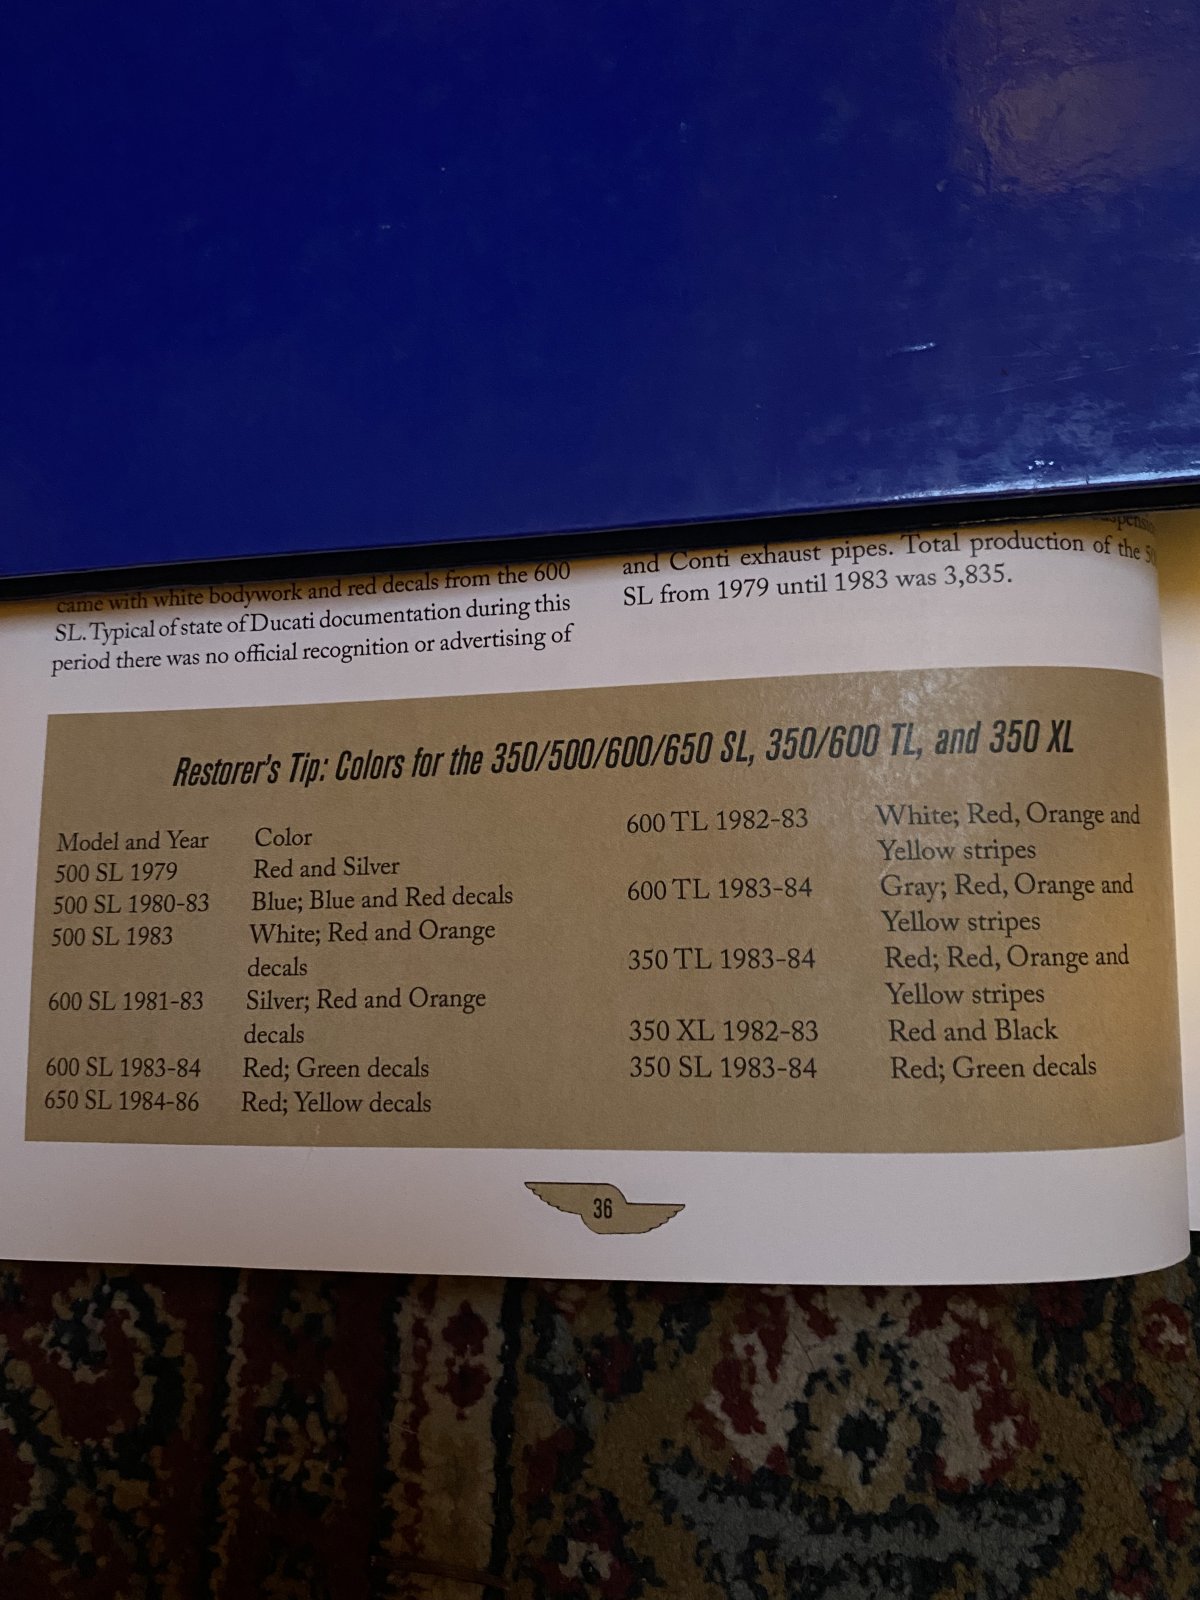 came with white bodywork and red decals from the 600
SL. Typical of state of Ducati documentation during this
period there was no official recognition or advertising of
and Conti exhaust pipes. Total production of the
SL from 1979 until 1983 was 3,835.
Restorer's Tip: Colors for the 350/500/600/650 SL, 350/600 TL, and 350 XL
Model and Year Color
500 SL 1979 Red and Silver
500 SL 1980-83 Blue; Blue and Red decals
500 SL 1983 White; Red and Orange
decals
600 SL 1981-83 Silver; Red and Orange
decals
600 SL 1983-84 Red; Green decals
650 SL 1984-86 Red; Yellow decals
600 TL 1982-83 White; Red, Orange and
Yellow stripes
600 TL 1983-84 Gray; Red, Orange and
Yellow stripes
350 TL 1983-84 Red; Red, Orange and
Yellow stripes
350 XL 1982-83 Red and Black
350 SL 1983-84 Red; Green decals
36